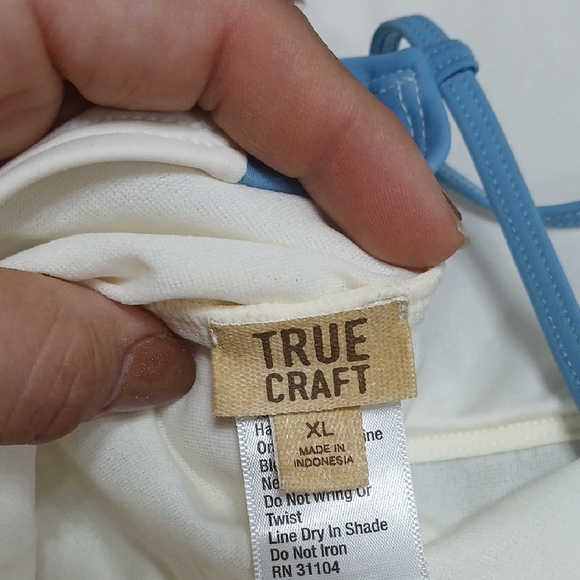 TRUE
CRAFT
XL
MADE IN
INDONESIA
Do Not Wring Or
Twist
Line Dry In Shade
Do Not Iron
RN 31104